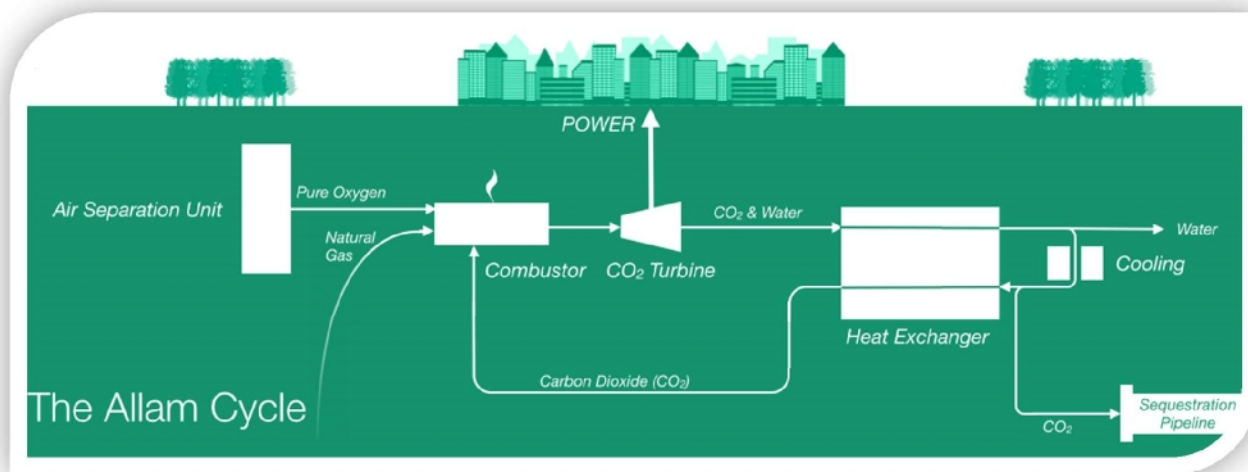 POWER
Pure Oxygen
Air Separation Unit
Natural
Gas
CO₂ & Water
Water
Combustor
CO₂ Turbine
Cooling
Heat Exchanger
Carbon Dioxide (CO₂)
The Allam Cycle
CO₂
Sequestration
Pipeline